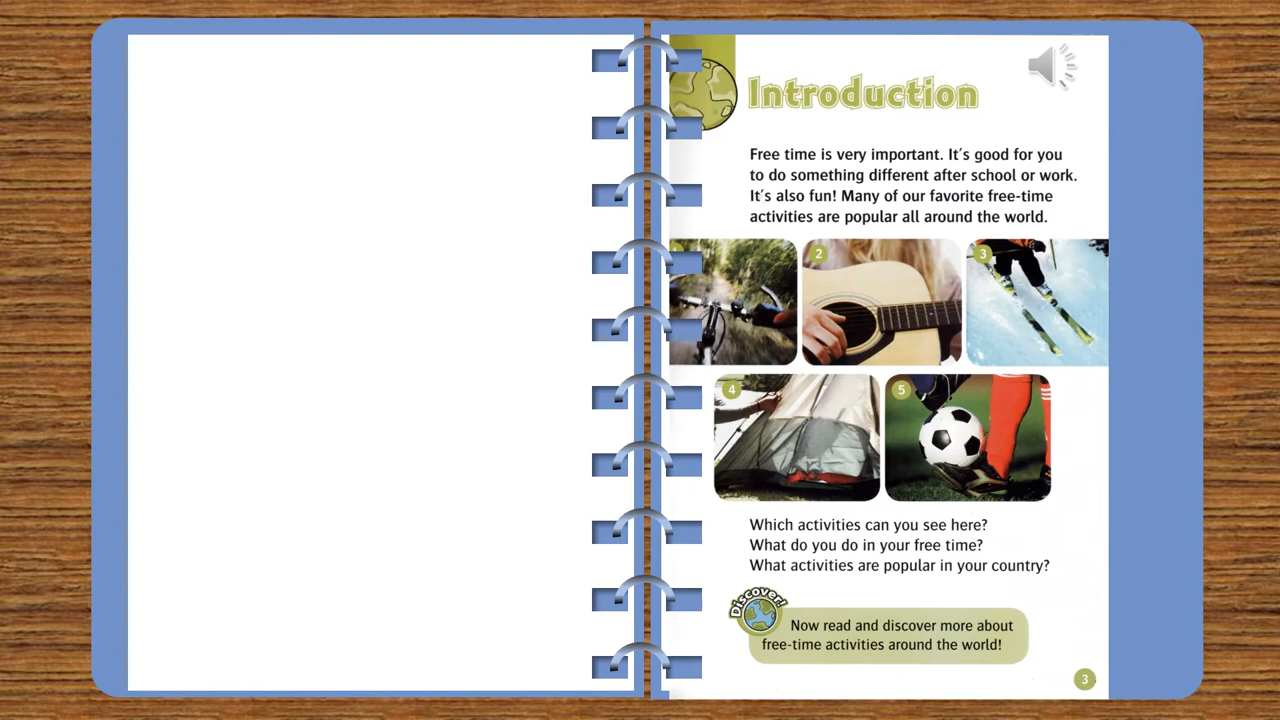 Introduction
Free time is very important. It's good for you
to do something different after school or work.
It's also fun! Many of our favorite free-time
activities are popular all around the world.
2
3
4
5
Which activities can you see here?
What do you do in your free time?
What activities are popular in your country?
Discover!
Now read and discover more about
free-time activities around the world!
3